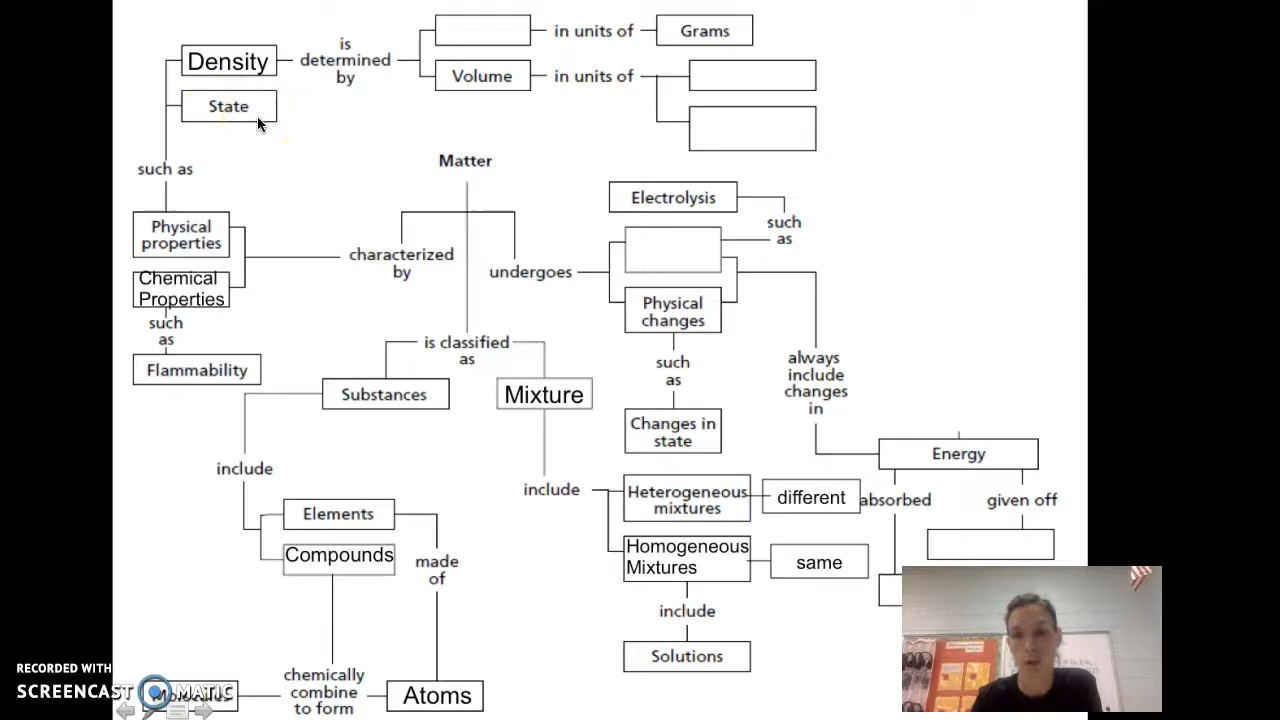 in units of
Grams
Density
is
determined
by
Volume
in units of
State
such as
Matter
Electrolysis
such
as
Physical
properties
characterized
by
undergoes
Chemical
Properties
Physical
changes
such
as
is classified
as
such
as
always
include
changes
in
Flammability
Substances
Mixture
Changes in
state
Energy
include
include
Heterogeneous
mixtures
different
absorbed
given off
Elements
Compounds
made
of
Homogeneous
Mixtures
same
include
Solutions
chemically
combine
to form
Atoms
Molecules
RECORDED WITH
SCREENCAST MATIC